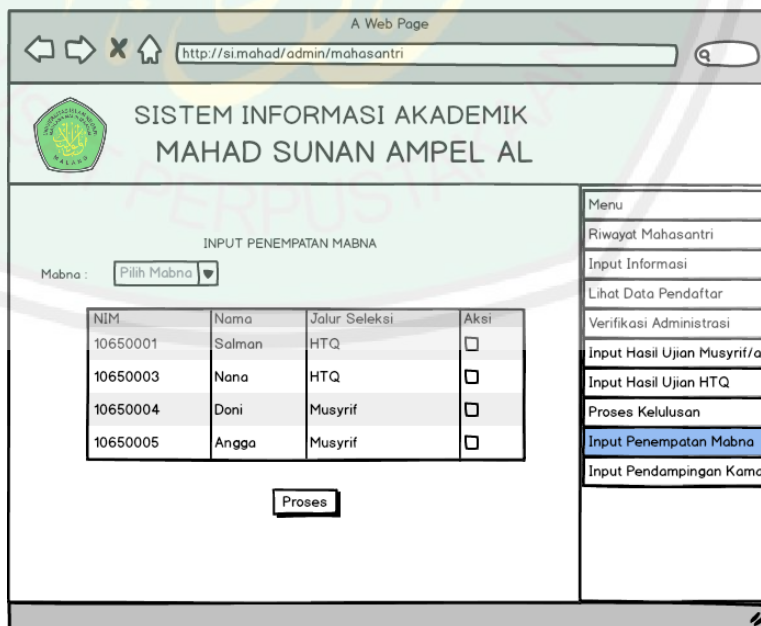 A Web Page
http://si.mahad/admin/mahasantri
SISTEM INFORMASI AKADEMIK
MAHAD SUNAN AMPEL AL
PERPUSTAKAAN
MALANG
INPUT PENEMPATAN MABNA
Mabna : Pilih Mabna
NIM Nama Jalur Seleksi Aksi
10650001 Salman HTQ
10650003 Nana HTQ
10650004 Doni Musyrif
10650005 Angga Musyrif
Proses
Menu
Riwayat Mahasantri
Input Informasi
Lihat Data Pendaftar
Verifikasi Administrasi
Input Hasil Ujian Musyrif/a
Input Hasil Ujian HTQ
Proses Kelulusan
Input Penempatan Mabna
Input Pendampingan Kama